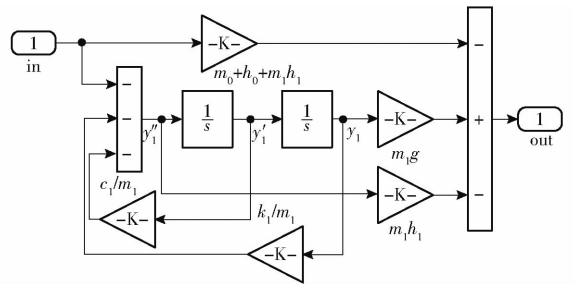 1
in
-K-
m₀+h₀+m₁h₁
-
-
-
y₁″
1/s
y₁′
1/s
y₁
-K-
m₁g
-
+
-
1
out
c₁/m₁
-K-
k₁/m₁
-K-
m₁h₁
-K-